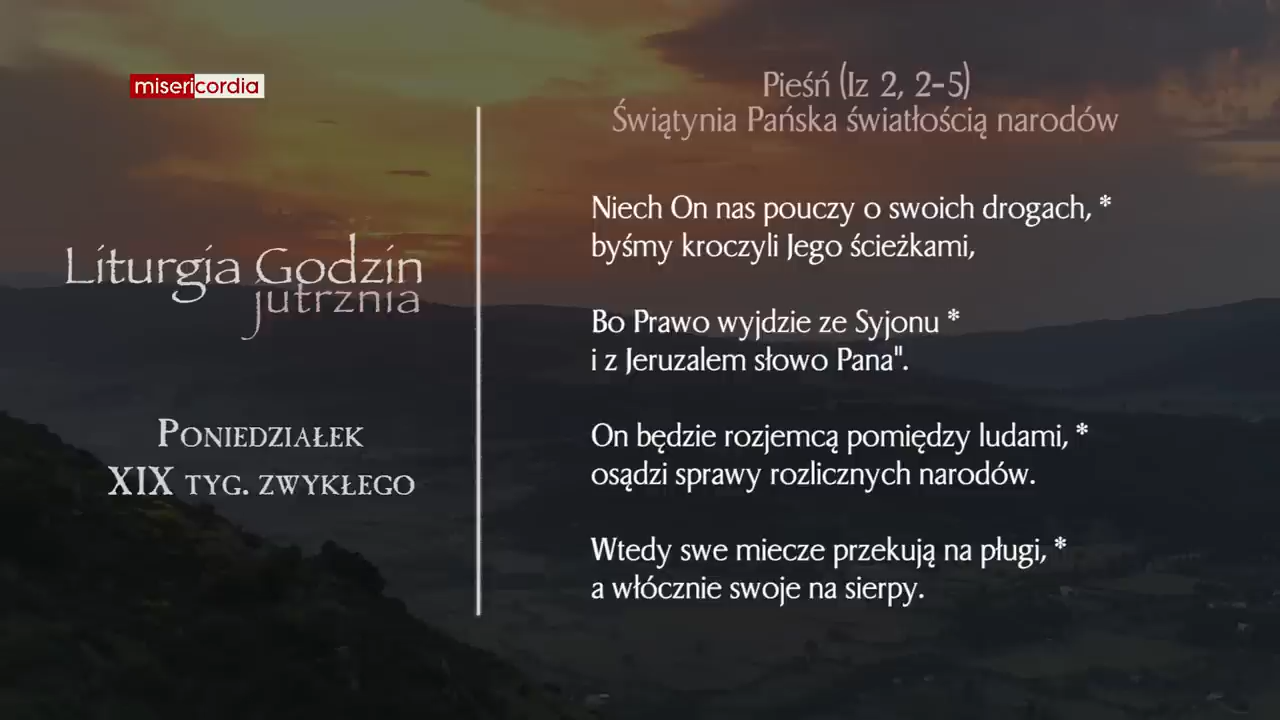 misericordia
Liturgia Godzin
jutrznia
Poniedziałek
XIX tyg. zwykłego
Pieśń (Iz 2, 2-5)
Świątynia Pańska światłością narodów
Niech On nas pouczy o swoich drogach, *
byśmy kroczyli Jego ścieżkami,
Bo Prawo wyjdzie ze Syjonu *
i z Jeruzalem słowo Pana".
On będzie rozjemcą pomiędzy ludami, *
osądzi sprawy rozlicznych narodów.
Wtedy swe miecze przekują na pługi, *
a włócznie swoje na sierpy.